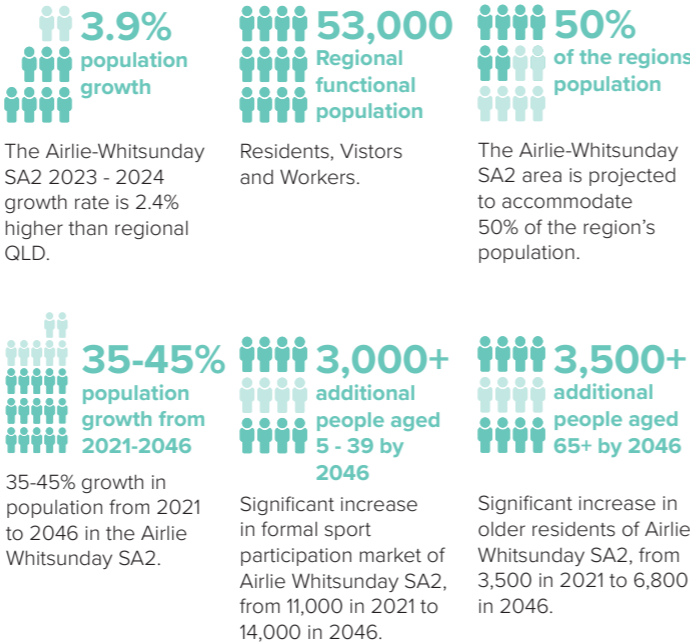 3.9%
population
growth
The Airlie-Whitsunday
SA2 2023 - 2024
growth rate is 2.4%
higher than regional
QLD.
53,000
Regional
functional
population
Residents, Vistors
and Workers.
50%
of the regions
population
The Airlie-Whitsunday
SA2 area is projected
to accommodate
50% of the region's
population.
35-45%
population
growth from
2021-2046
35-45% growth in
population from 2021
to 2046 in the Airlie
Whitsunday SA2.
3,000+
additional
people aged
5 - 39 by
2046
Significant increase
in formal sport
participation market of
Airlie Whitsunday SA2,
from 11,000 in 2021 to
14,000 in 2046.
3,500+
additional
people aged
65+ by 2046
Significant increase in
older residents of Airlie
Whitsunday SA2, from
3,500 in 2021 to 6,800
in 2046.